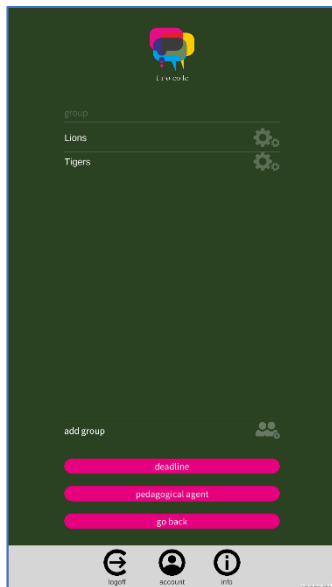 group
Lions
Tigers
add group
deadline
pedagogical agent
go back
logoff
account
info